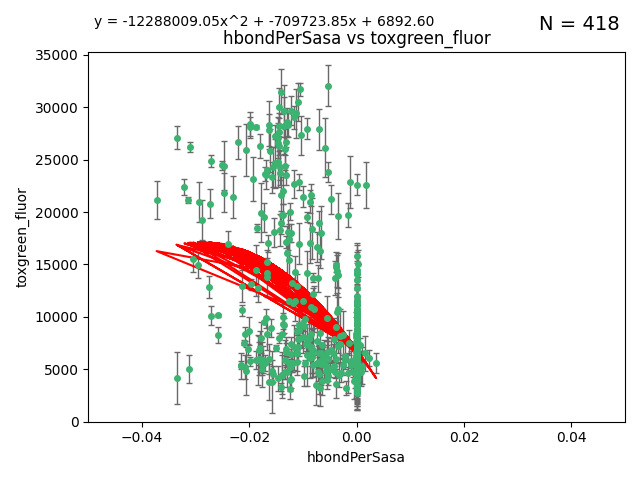 y = -12288009.05x^2 + -709723.85x + 6892.60
N = 418
hbondPerSasa vs toxgreen_fluor
35000
30000
25000
20000
15000
10000
5000
0
toxgreen_fluor
−0.04
−0.02
0.00
0.02
0.04
hbondPerSasa